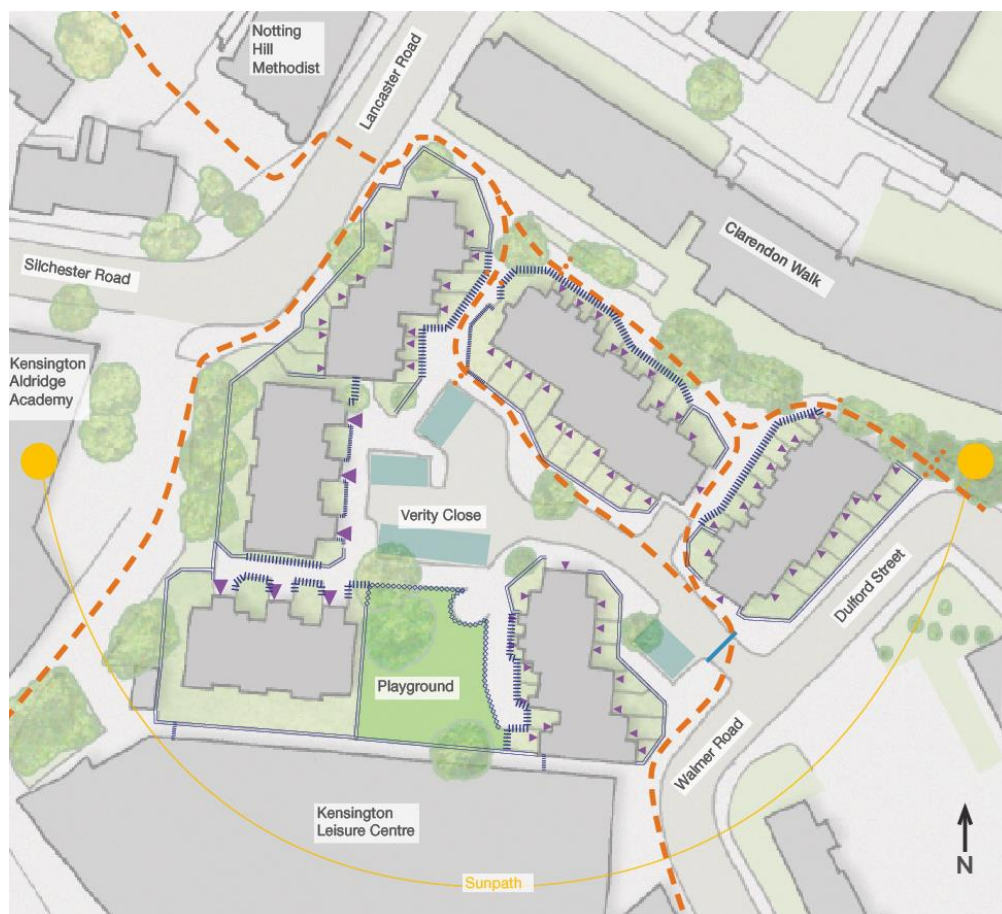 Notting
Hill
Methodist
Lancaster Road
Clarendon Walk
Silchester Road
Kensington
Aldridge
Academy
Verity Close
Dulford Street
Playground
Walmer Road
Kensington
Leisure Centre
N
Sunpath